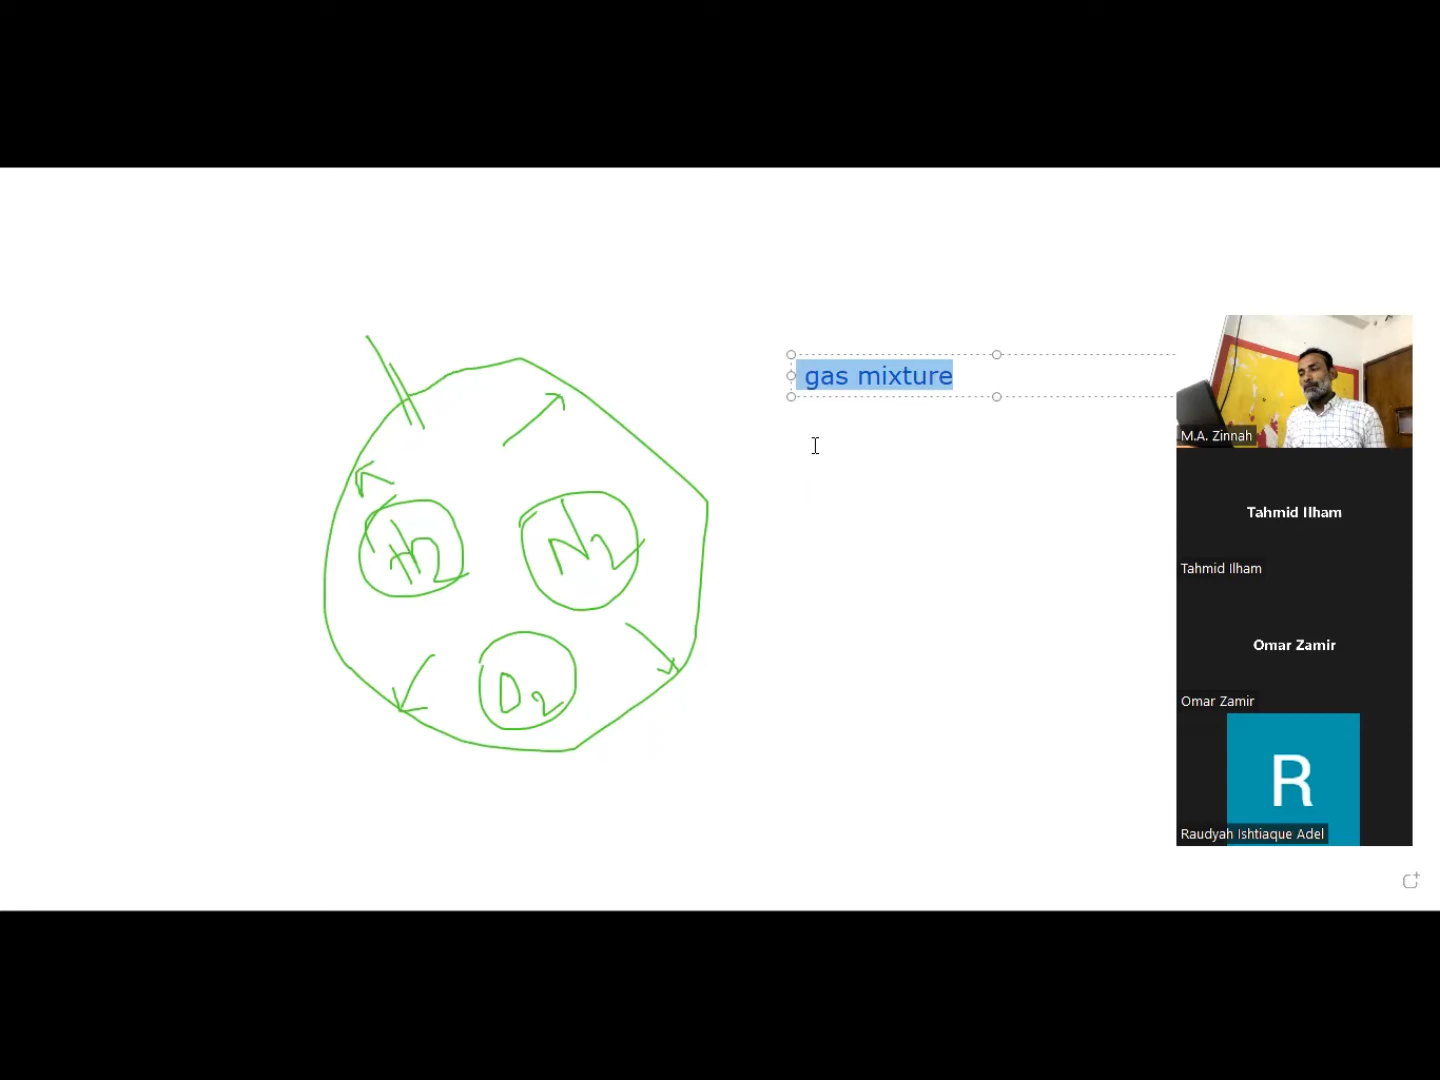 gas mixture
H2
N2
O2
M.A. Zinnah
Tahmid Ilham
Tahmid Ilham
Omar Zamir
Omar Zamir
R
Raudyah Ishtiaque Adel